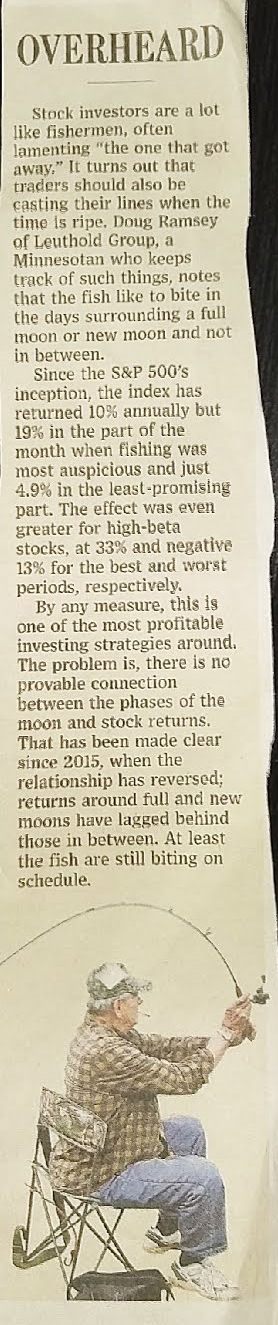 OVERHEARD
Stock investors are a lot
like fishermen, often
lamenting “the one that got
away.” It turns out that
traders should also be
casting their lines when the
time is ripe. Doug Ramsey
of Leuthold Group, a
Minnesotan who keeps
track of such things, notes
that the fish like to bite in
the days surrounding a full
moon or new moon and not
in between.
Since the S&P 500’s
inception, the index has
returned 10% annually but
19% in the part of the
month when fishing was
most auspicious and just
4.9% in the least-promising
part. The effect was even
greater for high-beta
stocks, at 33% and negative
13% for the best and worst
periods, respectively.
By any measure, this is
one of the most profitable
investing strategies around.
The problem is, there is no
provable connection
between the phases of the
moon and stock returns.
That has been made clear
since 2015, when the
relationship has reversed;
returns around full and new
moons have lagged behind
those in between. At least
the fish are still biting on
schedule.